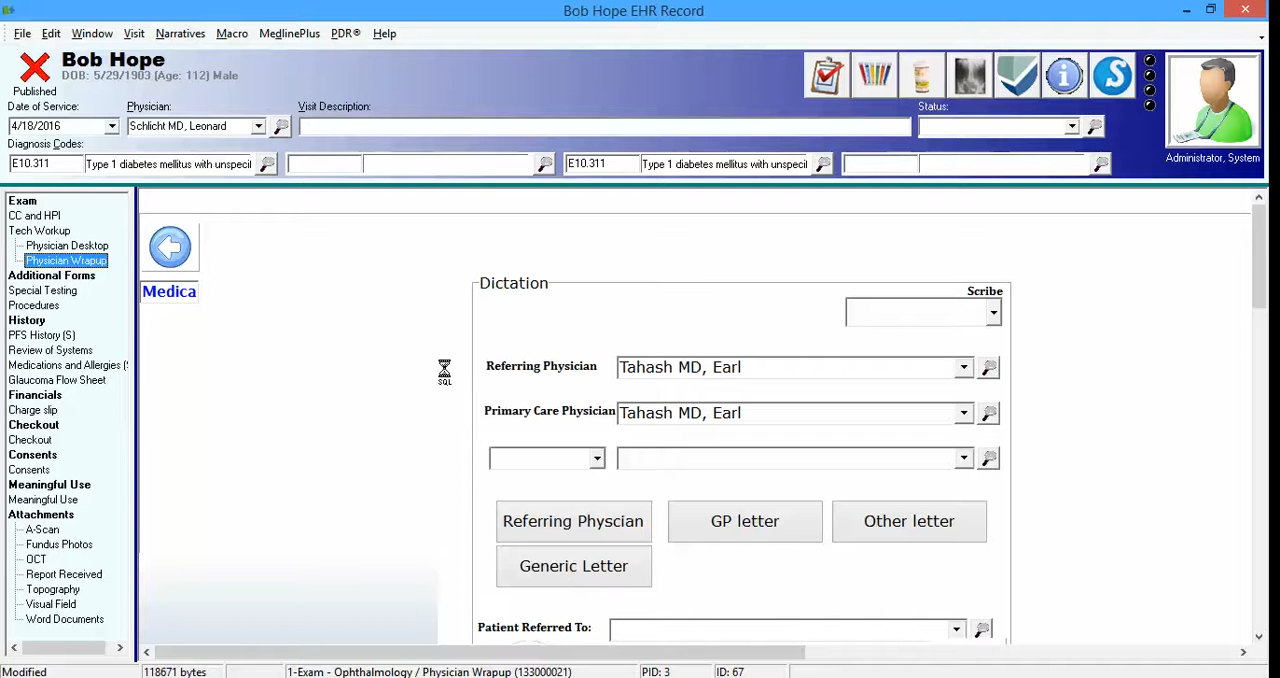 Bob Hope EHR Record
File Edit Window Visit Narratives Macro MedlinePlus PDR® Help
Bob Hope
DOB: 5/29/1903 (Age: 112) Male
Published
Date of Service: Physician: Visit Description: Status:
4/18/2016 Schlicht MD, Leonard
Diagnosis Codes:
E10.311 Type 1 diabetes mellitus with unspecil E10.311 Type 1 diabetes mellitus with unspecil
Administrator, System
Exam
CC and HPI
Tech Workup
Physician Desktop
Physician Wrapup
Additional Forms
Special Testing
Procedures
History
PFS History (S)
Review of Systems
Medications and Allergies (
Glaucoma Flow Sheet
Financials
Charge slip
Checkout
Checkout
Consents
Consents
Meaningful Use
Meaningful Use
Attachments
A-Scan
Fundus Photos
OCT
Report Received
Topography
Visual Field
Word Documents
Medica
SQL
Dictation
Scribe
Referring Physician Tahash MD, Earl
Primary Care Physician Tahash MD, Earl
Referring Physcian GP letter Other letter
Generic Letter
Patient Referred To:
Modified 118671 bytes 1-Exam - Ophthalmology / Physician Wrapup (133000021) PID: 3 ID: 67